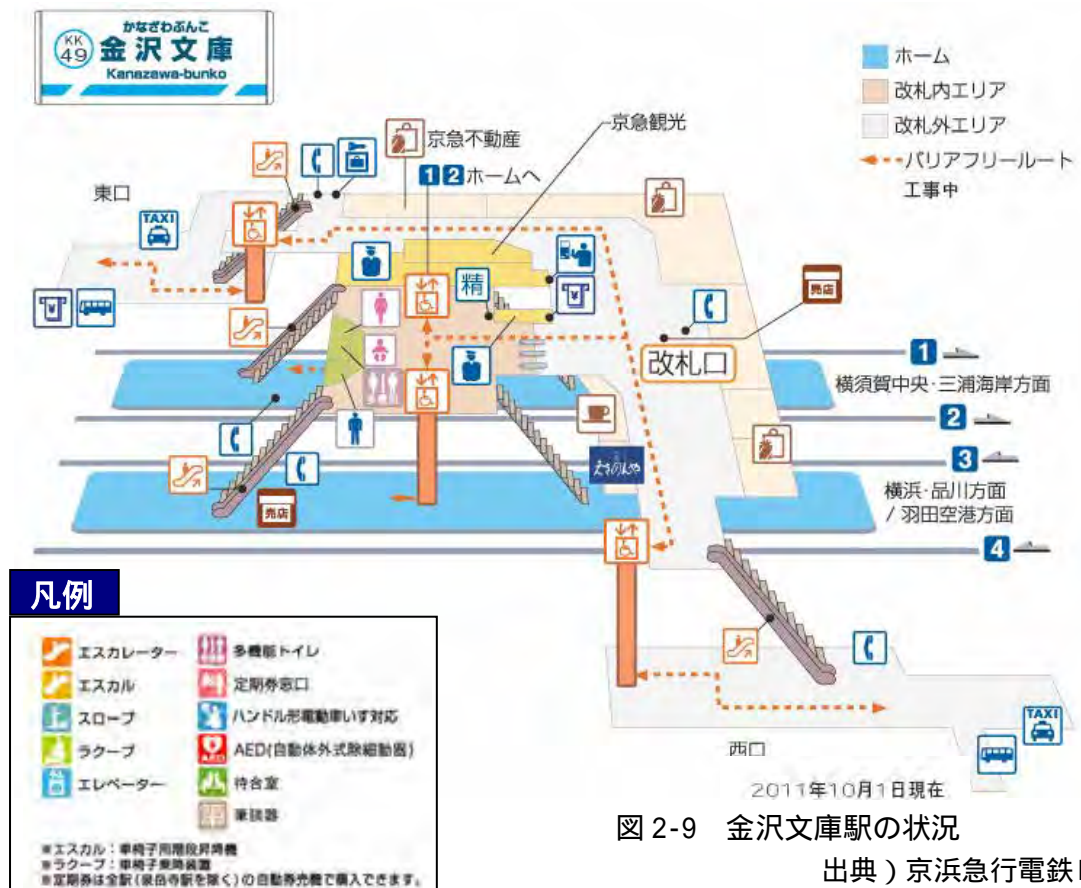 かなざわぶんこ
KK
49
金沢文庫
Kanazawa-bunko
ホーム
改札内エリア
改札外エリア
バリアフリールート
工事中
京急不動産
京急観光
1 2 ホームへ
東口
TAXI
精
売店
改札口
1
横須賀中央・三浦海岸方面
2
3
横浜・品川方面
/ 羽田空港方面
4
えきめんや
売店
西口
TAXI
2011年10月1日現在
凡例
エスカレーター
エスカル
スロープ
ラクープ
エレベーター
多機能トイレ
定期券窓口
ハンドル形電動車いす対応
AED(自動体外式除細動器)
待合室
筆談器
※エスカル：車椅子用階段昇降機
※ラクープ：車椅子乗降装置
※定期券は全駅(泉岳寺駅を除く)の自動券売機で購入できます。
図 2-9 金沢文庫駅の状況
出典）京浜急行電鉄